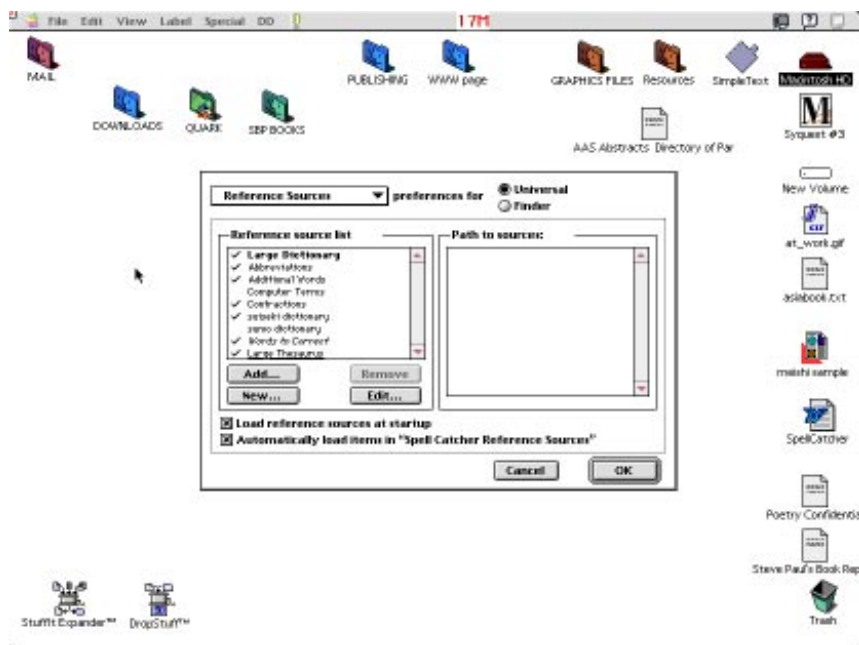 File Edit View Label Special DD
17M
MAIL
PUBLISHING
WWW page
GRAPHICS FILES
Resources
SimpleText
Macintosh HD
DOWNLOADS
QUARK
SBP BOOKS
AAS Abstracts Directory of Par
Syquest #3
New Volume
at_work.gif
asiabook.txt
meishi sample
SpellCatcher
Poetry Confidentia
Steve Paul's Book Rep
Trash
Reference Sources
preferences for
Universal
Finder
Reference source list
Large Dictionary
Abbreviations
Additional Words
Computer Terms
Contractions
seiseki dictionary
sumo dictionary
Words to Correct
Large Thesaurus
Path to sources:
Add...
Remove
New...
Edit...
Load reference sources at startup
Automatically load items in "Spell Catcher Reference Sources"
Cancel
OK
StuffIt Expander™
DropStuff™